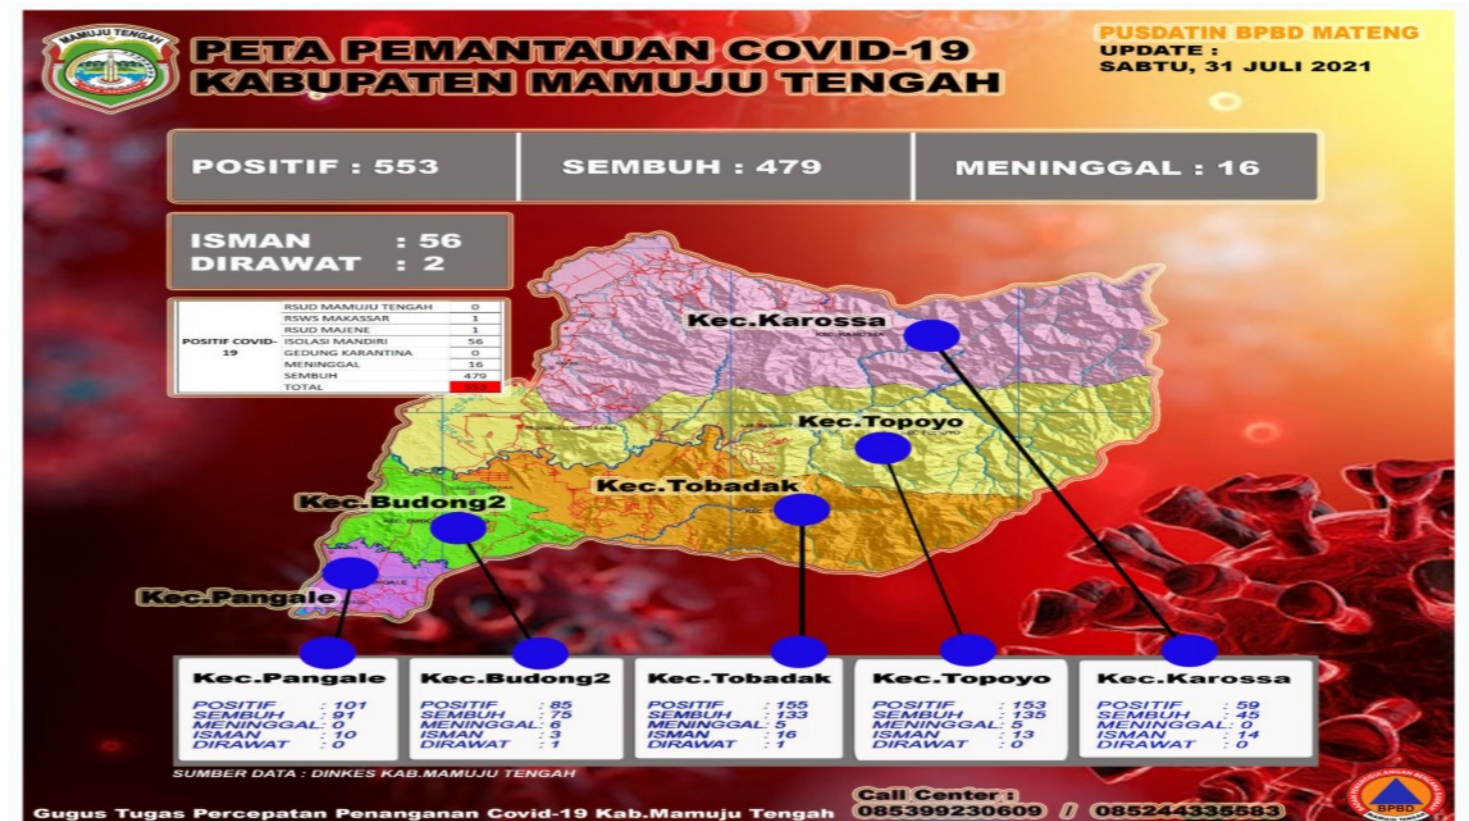 MAMUJU TENGAH
PETA PEMANTAUAN COVID-19
KABUPATEN MAMUJU TENGAH
PUSDATIN BPBD MATENG
UPDATE :
SABTU, 31 JULI 2021
POSITIF : 553
SEMBUH : 479
MENINGGAL : 16
ISMAN : 56
DIRAWAT : 2
POSITIF COVID-19
RSUD MAMUJU TENGAH 0
RSWS MAKASSAR 1
RSUD MAJENE 1
ISOLASI MANDIRI 56
GEDUNG KARANTINA 0
MENINGGAL 16
SEMBUH 479
TOTAL 553
Kec.Karossa
Kec.Topoyo
Kec.Tobadak
Kec.Budong2
Kec.Pangale
Kec.Pangale
POSITIF : 101
SEMBUH : 91
MENINGGAL : 0
ISMAN : 10
DIRAWAT : 0
Kec.Budong2
POSITIF : 85
SEMBUH : 75
MENINGGAL : 6
ISMAN : 3
DIRAWAT : 1
Kec.Tobadak
POSITIF : 155
SEMBUH : 133
MENINGGAL : 5
ISMAN : 16
DIRAWAT : 1
Kec.Topoyo
POSITIF : 153
SEMBUH : 135
MENINGGAL : 5
ISMAN : 13
DIRAWAT : 0
Kec.Karossa
POSITIF : 59
SEMBUH : 45
MENINGGAL : 0
ISMAN : 14
DIRAWAT : 0
SUMBER DATA : DINKES KAB.MAMUJU TENGAH
Gugus Tugas Percepatan Penanganan Covid-19 Kab.Mamuju Tengah
Call Center :
085399230609 / 085244335583
BPBD